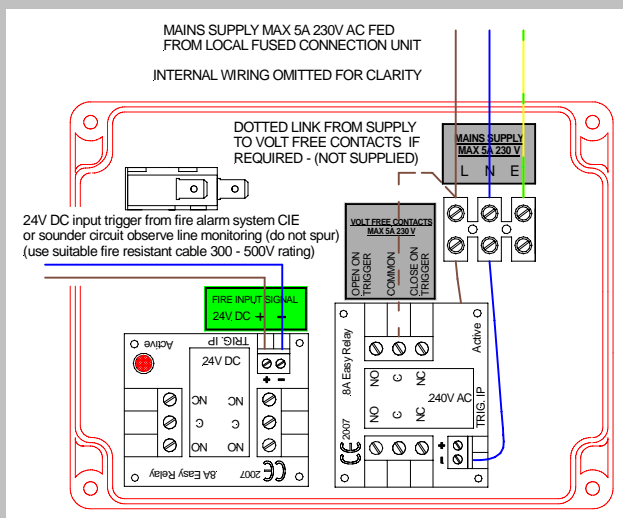 MAINS SUPPLY MAX 5A 230V AC FED
FROM LOCAL FUSED CONNECTION UNIT
INTERNAL WIRING OMITTED FOR CLARITY
DOTTED LINK FROM SUPPLY
TO VOLT FREE CONTACTS IF
REQUIRED - (NOT SUPPLIED)
MAINS SUPPLY
MAX 5A 230 V
L N E
24V DC input trigger from fire alarm system CIE
or sounder circuit observe line monitoring (do not spur)
(use suitable fire resistant cable 300 - 500V rating)
VOLT FREE CONTACTS
MAX 5A 230 V
OPEN ON
TRIGGER
COMMON
CLOSE ON
TRIGGER
FIRE INPUT SIGNAL
24V DC + -
Active
TRIG. IP
24V DC
+ -
NC NC
C C
NO NO
.8A Easy Relay
2007
CE
.8A Easy Relay
Active
NO C NC
NO C NC
240V AC
TRIG. IP
+
-
CE
2007